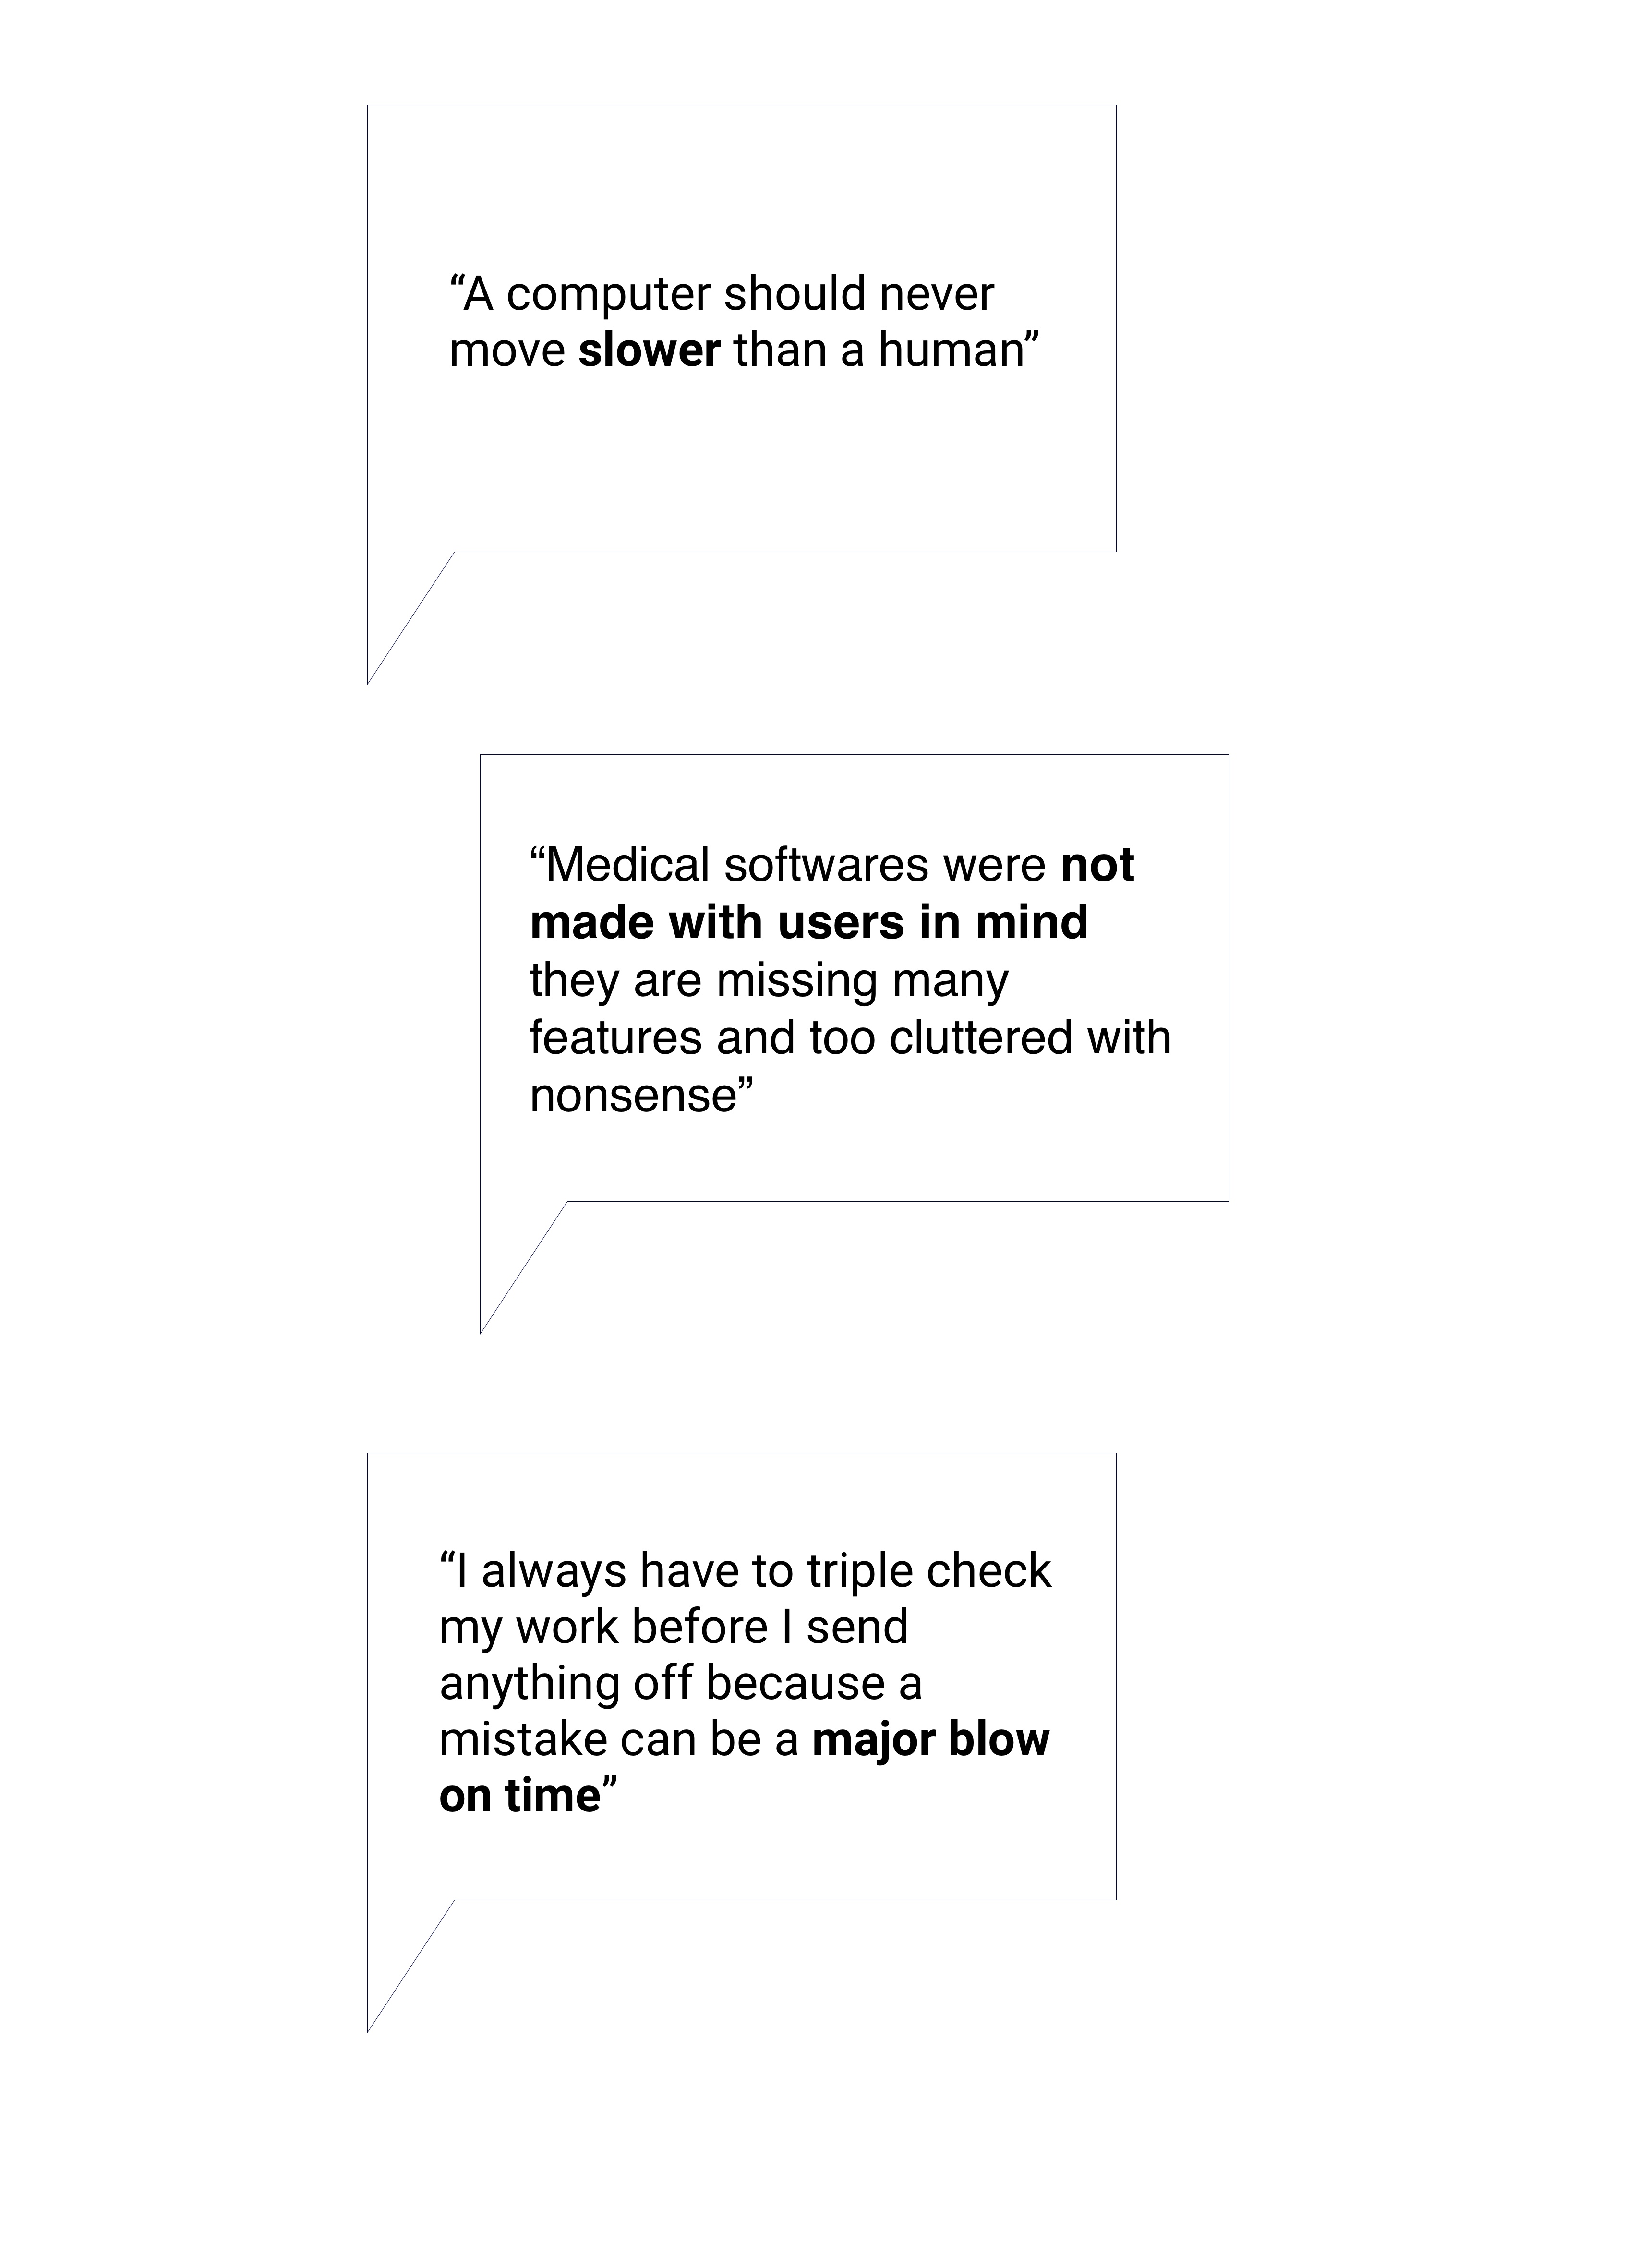 “A computer should never
move slower than a human”
“Medical softwares were not
made with users in mind
they are missing many
features and too cluttered with
nonsense”
“I always have to triple check
my work before I send
anything off because a
mistake can be a major blow
on time”